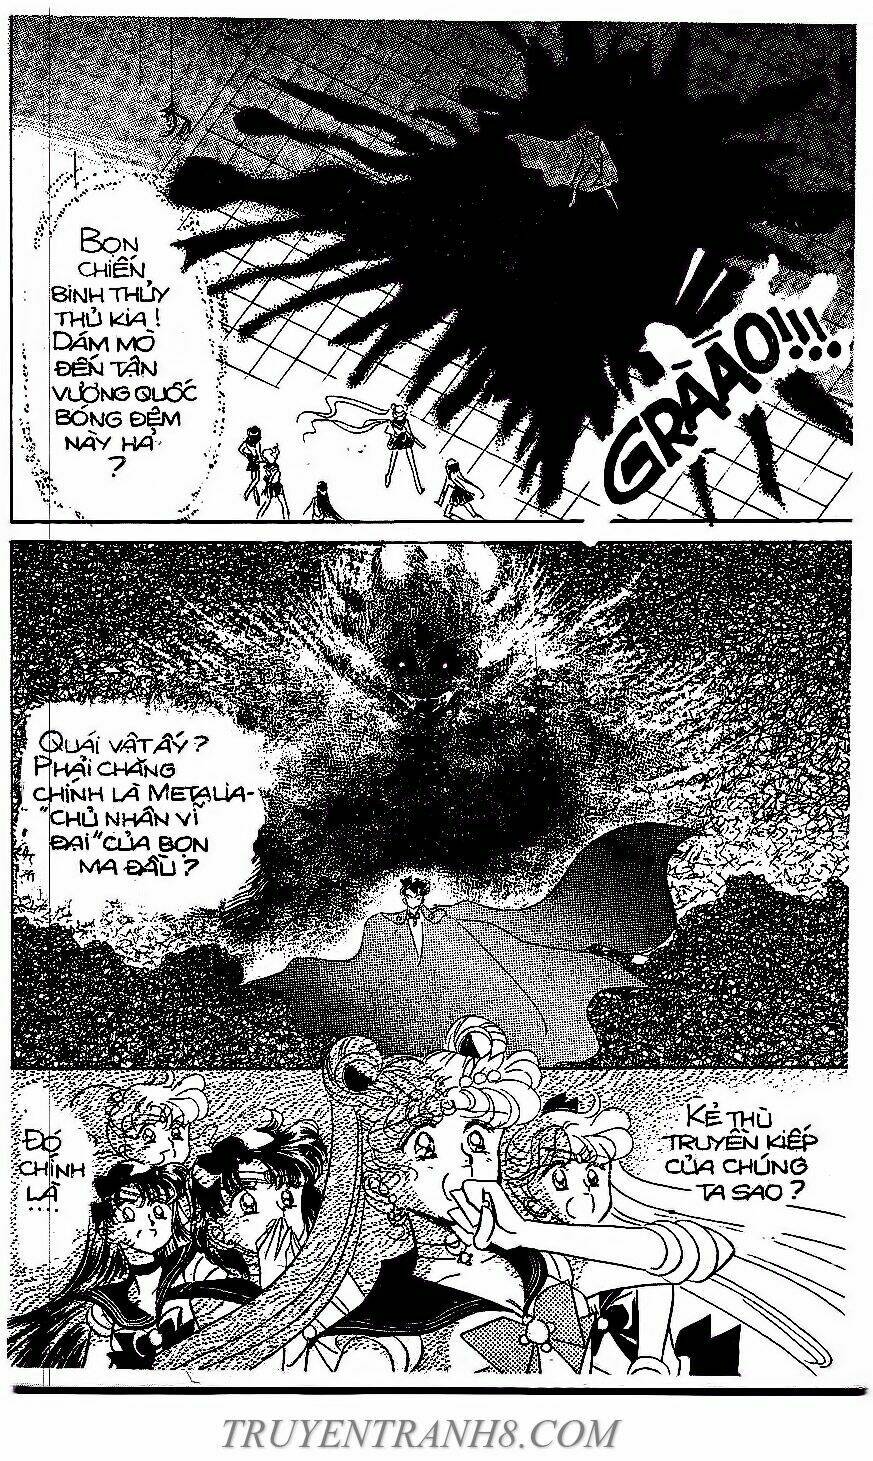 BỌN
CHIẾN
BINH THỦY
THỦ KIA!
DÁM MÒ
ĐẾN TẬN
VƯƠNG QUỐC
BÓNG ĐÊM
NÀY HẢ
?
GRÀÀO!!!
QUÁI VẬT ẤY?
PHẢI CHĂNG
CHÍNH LÀ METALIA-
"CHỦ NHÂN VĨ
ĐẠI" CỦA BỌN
MA ĐẦU?
KẺ THÙ
TRUYỀN KIẾP
CỦA CHÚNG
TA SAO?
ĐÓ
CHÍNH
LÀ
....
TRUYENTRANH8.COM